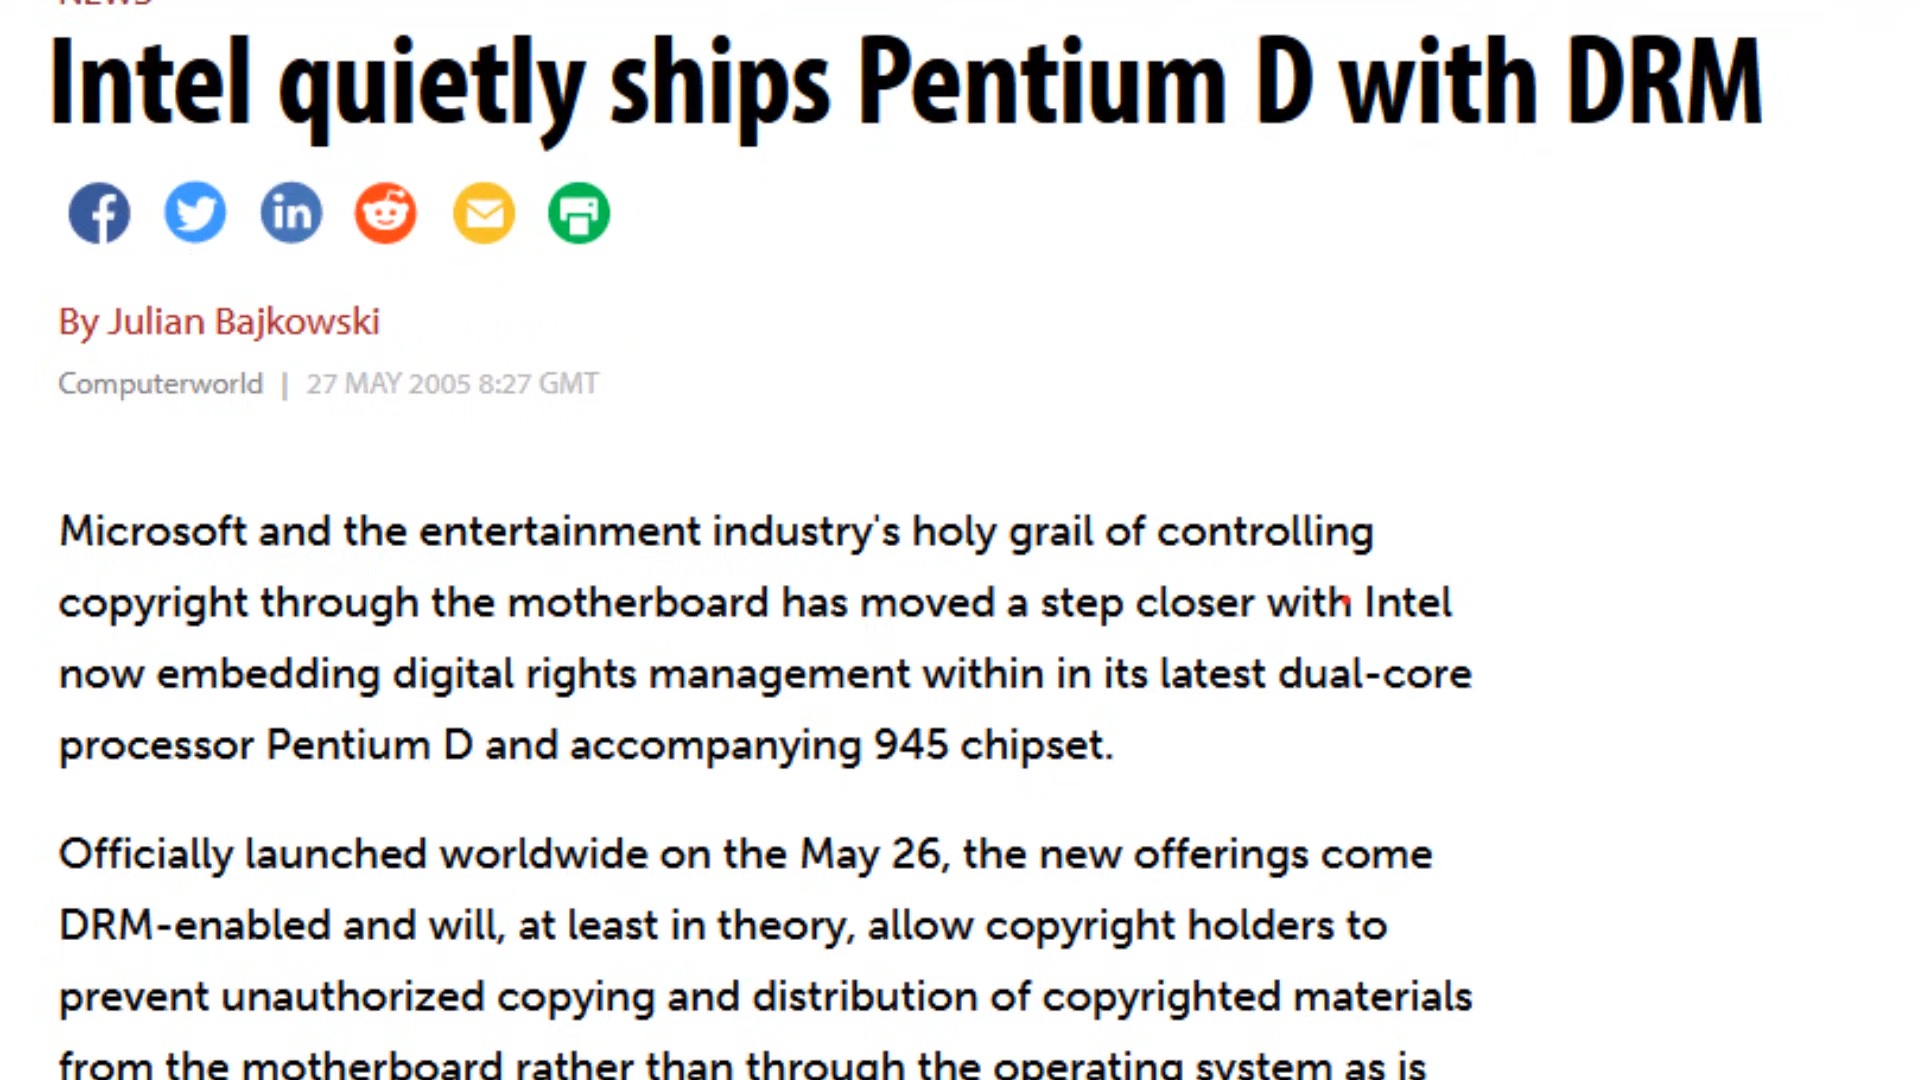 NEWS
Intel quietly ships Pentium D with DRM
By Julian Bajkowski
Computerworld | 27 MAY 2005 8:27 GMT
Microsoft and the entertainment industry's holy grail of controlling
copyright through the motherboard has moved a step closer with Intel
now embedding digital rights management within in its latest dual-core
processor Pentium D and accompanying 945 chipset.
Officially launched worldwide on the May 26, the new offerings come
DRM-enabled and will, at least in theory, allow copyright holders to
prevent unauthorized copying and distribution of copyrighted materials
from the motherboard rather than through the operating system as is